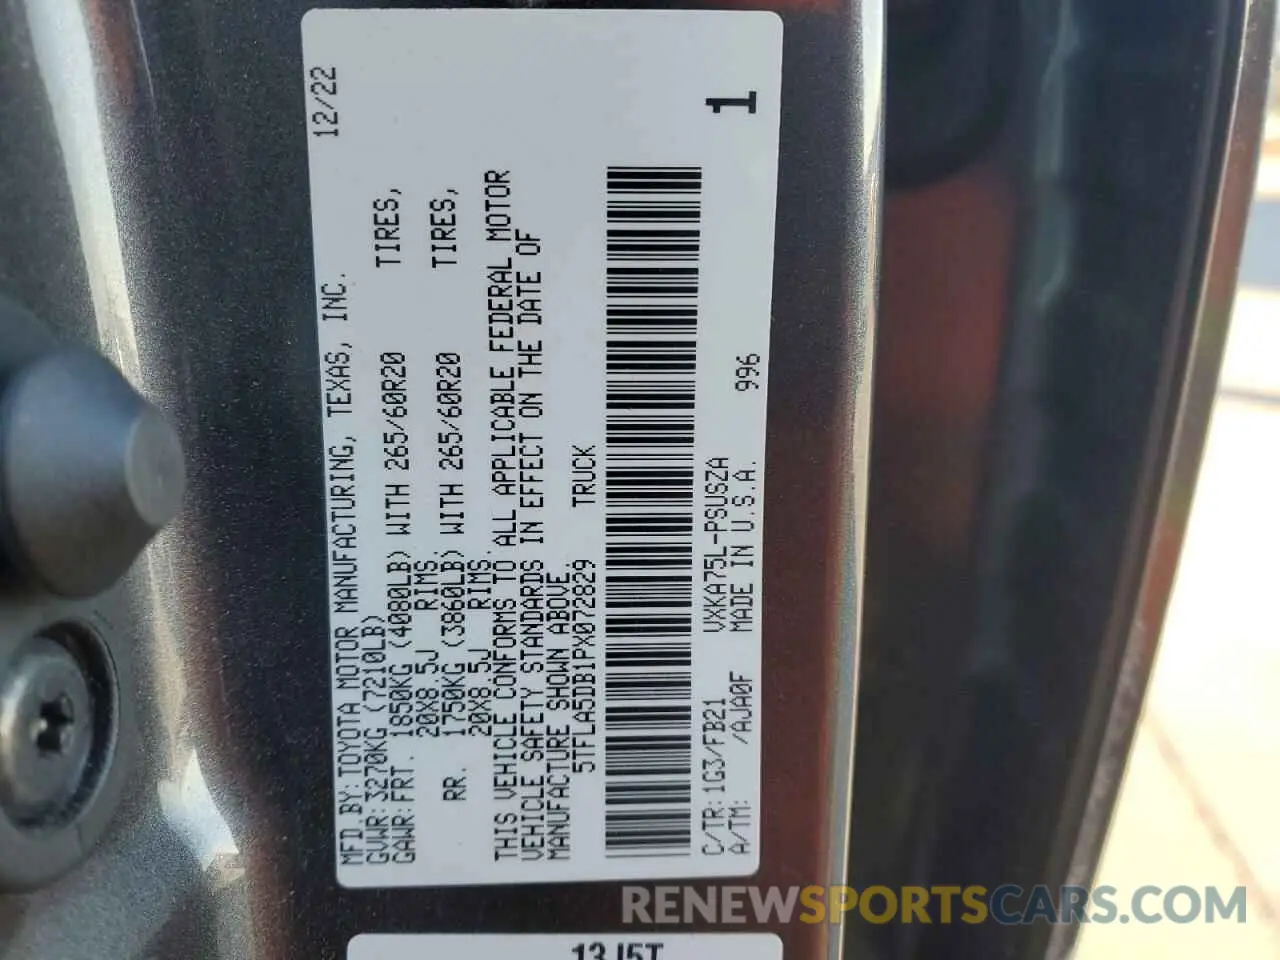 MFD.BY:TOYOTA MOTOR MANUFACTURING, TEXAS, INC. 12/22
GVWR:3270KG (7210LB)
GAWR:FRT. 1850KG (4080LB) WITH 265/60R20 TIRES,
20X8.5J RIMS.
RR. 1750KG (3860LB) WITH 265/60R20 TIRES,
20X8.5J RIMS.
THIS VEHICLE CONFORMS TO ALL APPLICABLE FEDERAL MOTOR
VEHICLE SAFETY STANDARDS IN EFFECT ON THE DATE OF
MANUFACTURE SHOWN ABOVE.
5TFLA5DB1PX072829 TRUCK
C/TR:1G3/FB21 VXKA75L-PSUSZA
A/TM: /AJA0F MADE IN U.S.A. 996
1
13J5T
RENEWSPORTSCARS.COM